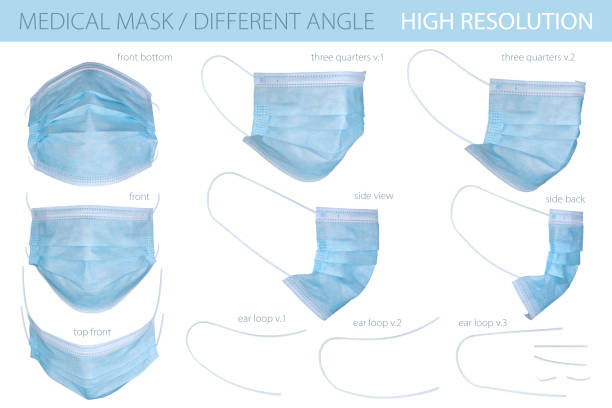 MEDICAL MASK / DIFFERENT ANGLE HIGH RESOLUTION
front bottom
three quarters v.1
three quarters v.2
front
side view
side back
top front
ear loop v.1
ear loop v.2
ear loop v.3